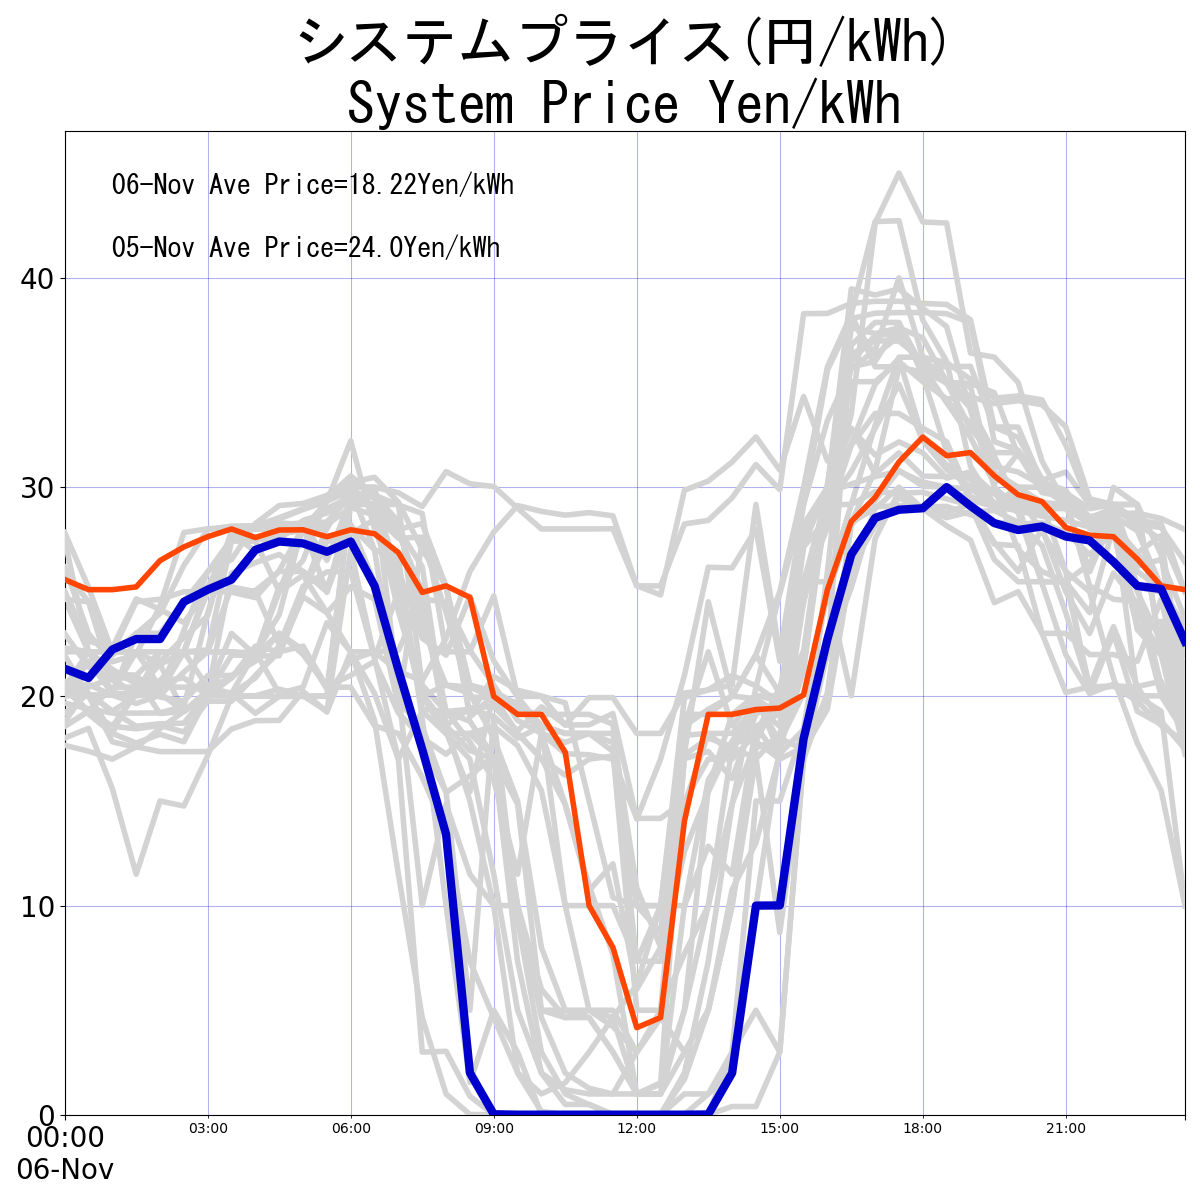 システムプライス(円/kWh)
System Price Yen/kWh
06-Nov Ave Price=18.22Yen/kWh
05-Nov Ave Price=24.0Yen/kWh
40
30
20
10
0
00:00 03:00 06:00 09:00 12:00 15:00 18:00 21:00
06-Nov